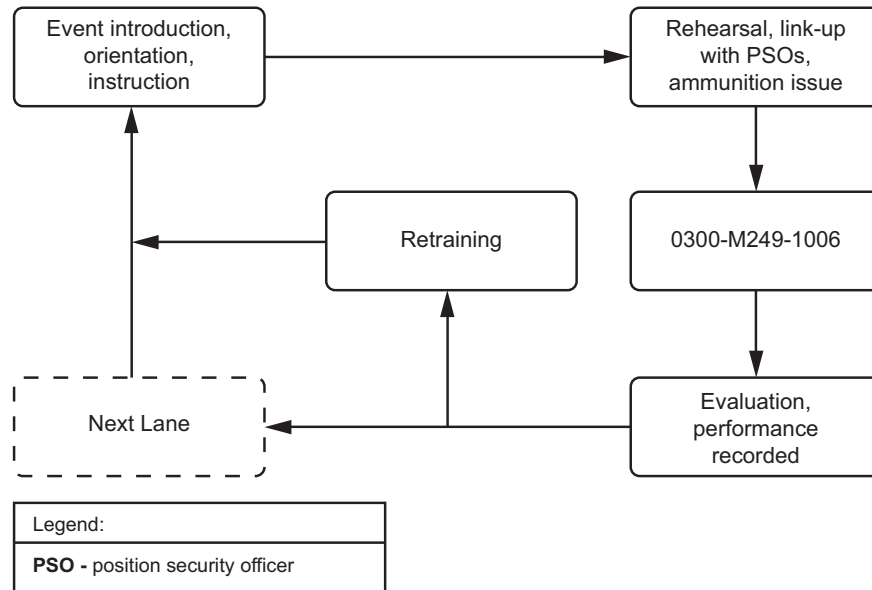 Event introduction,
orientation,
instruction
Rehearsal, link-up
with PSOs,
ammunition issue
Retraining
0300-M249-1006
Next Lane
Evaluation,
performance
recorded
Legend:
PSO - position security officer